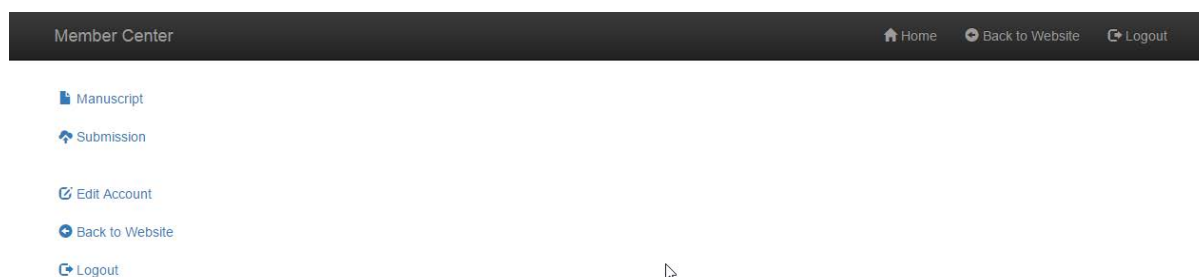 Member Center Home Back to Website Logout
Manuscript
Submission
Edit Account
Back to Website
Logout